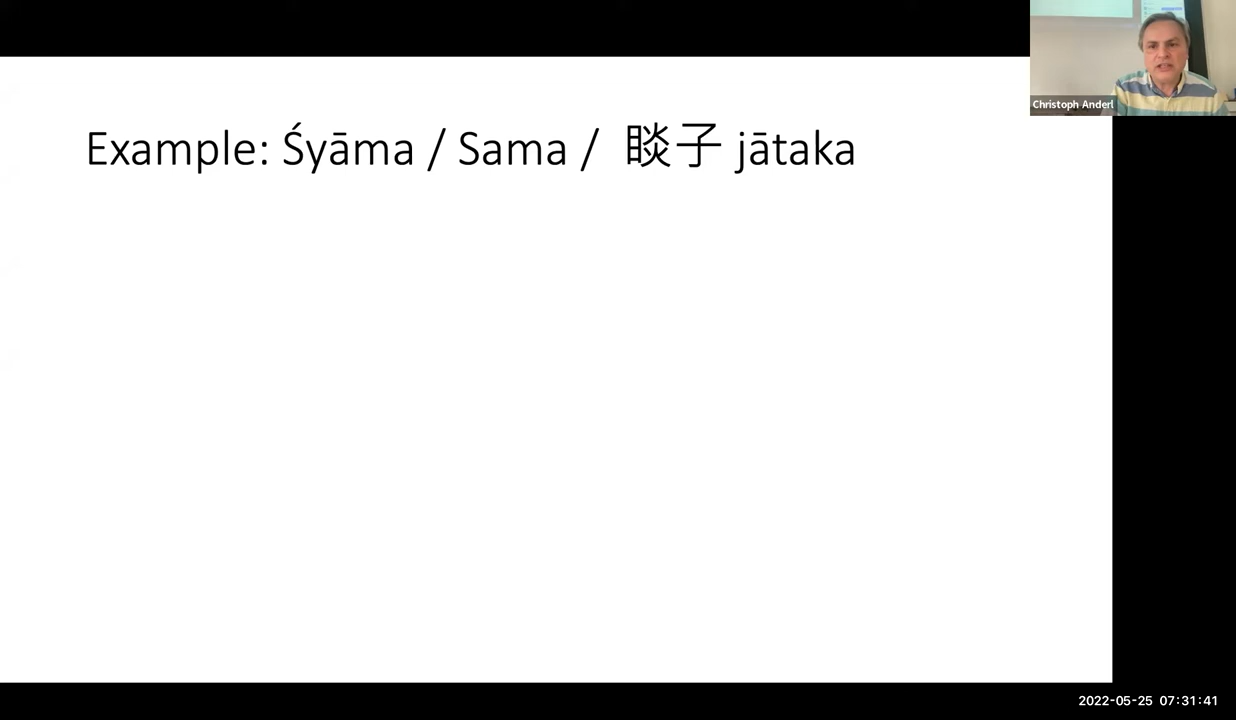 Example: Śyāma / Sama / 睒子 jātaka
Christoph Anderl
2022-05-25 07:31:41